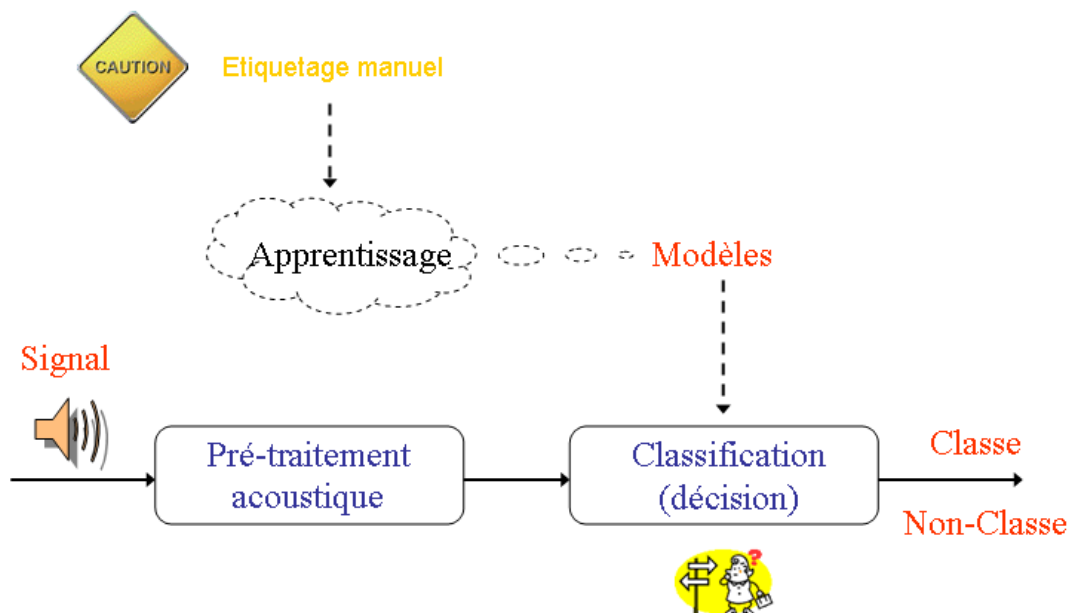 CAUTION
Etiquetage manuel
Apprentissage
Modèles
Signal
Pré-traitement
acoustique
Classification
(décision)
Classe
Non-Classe
?